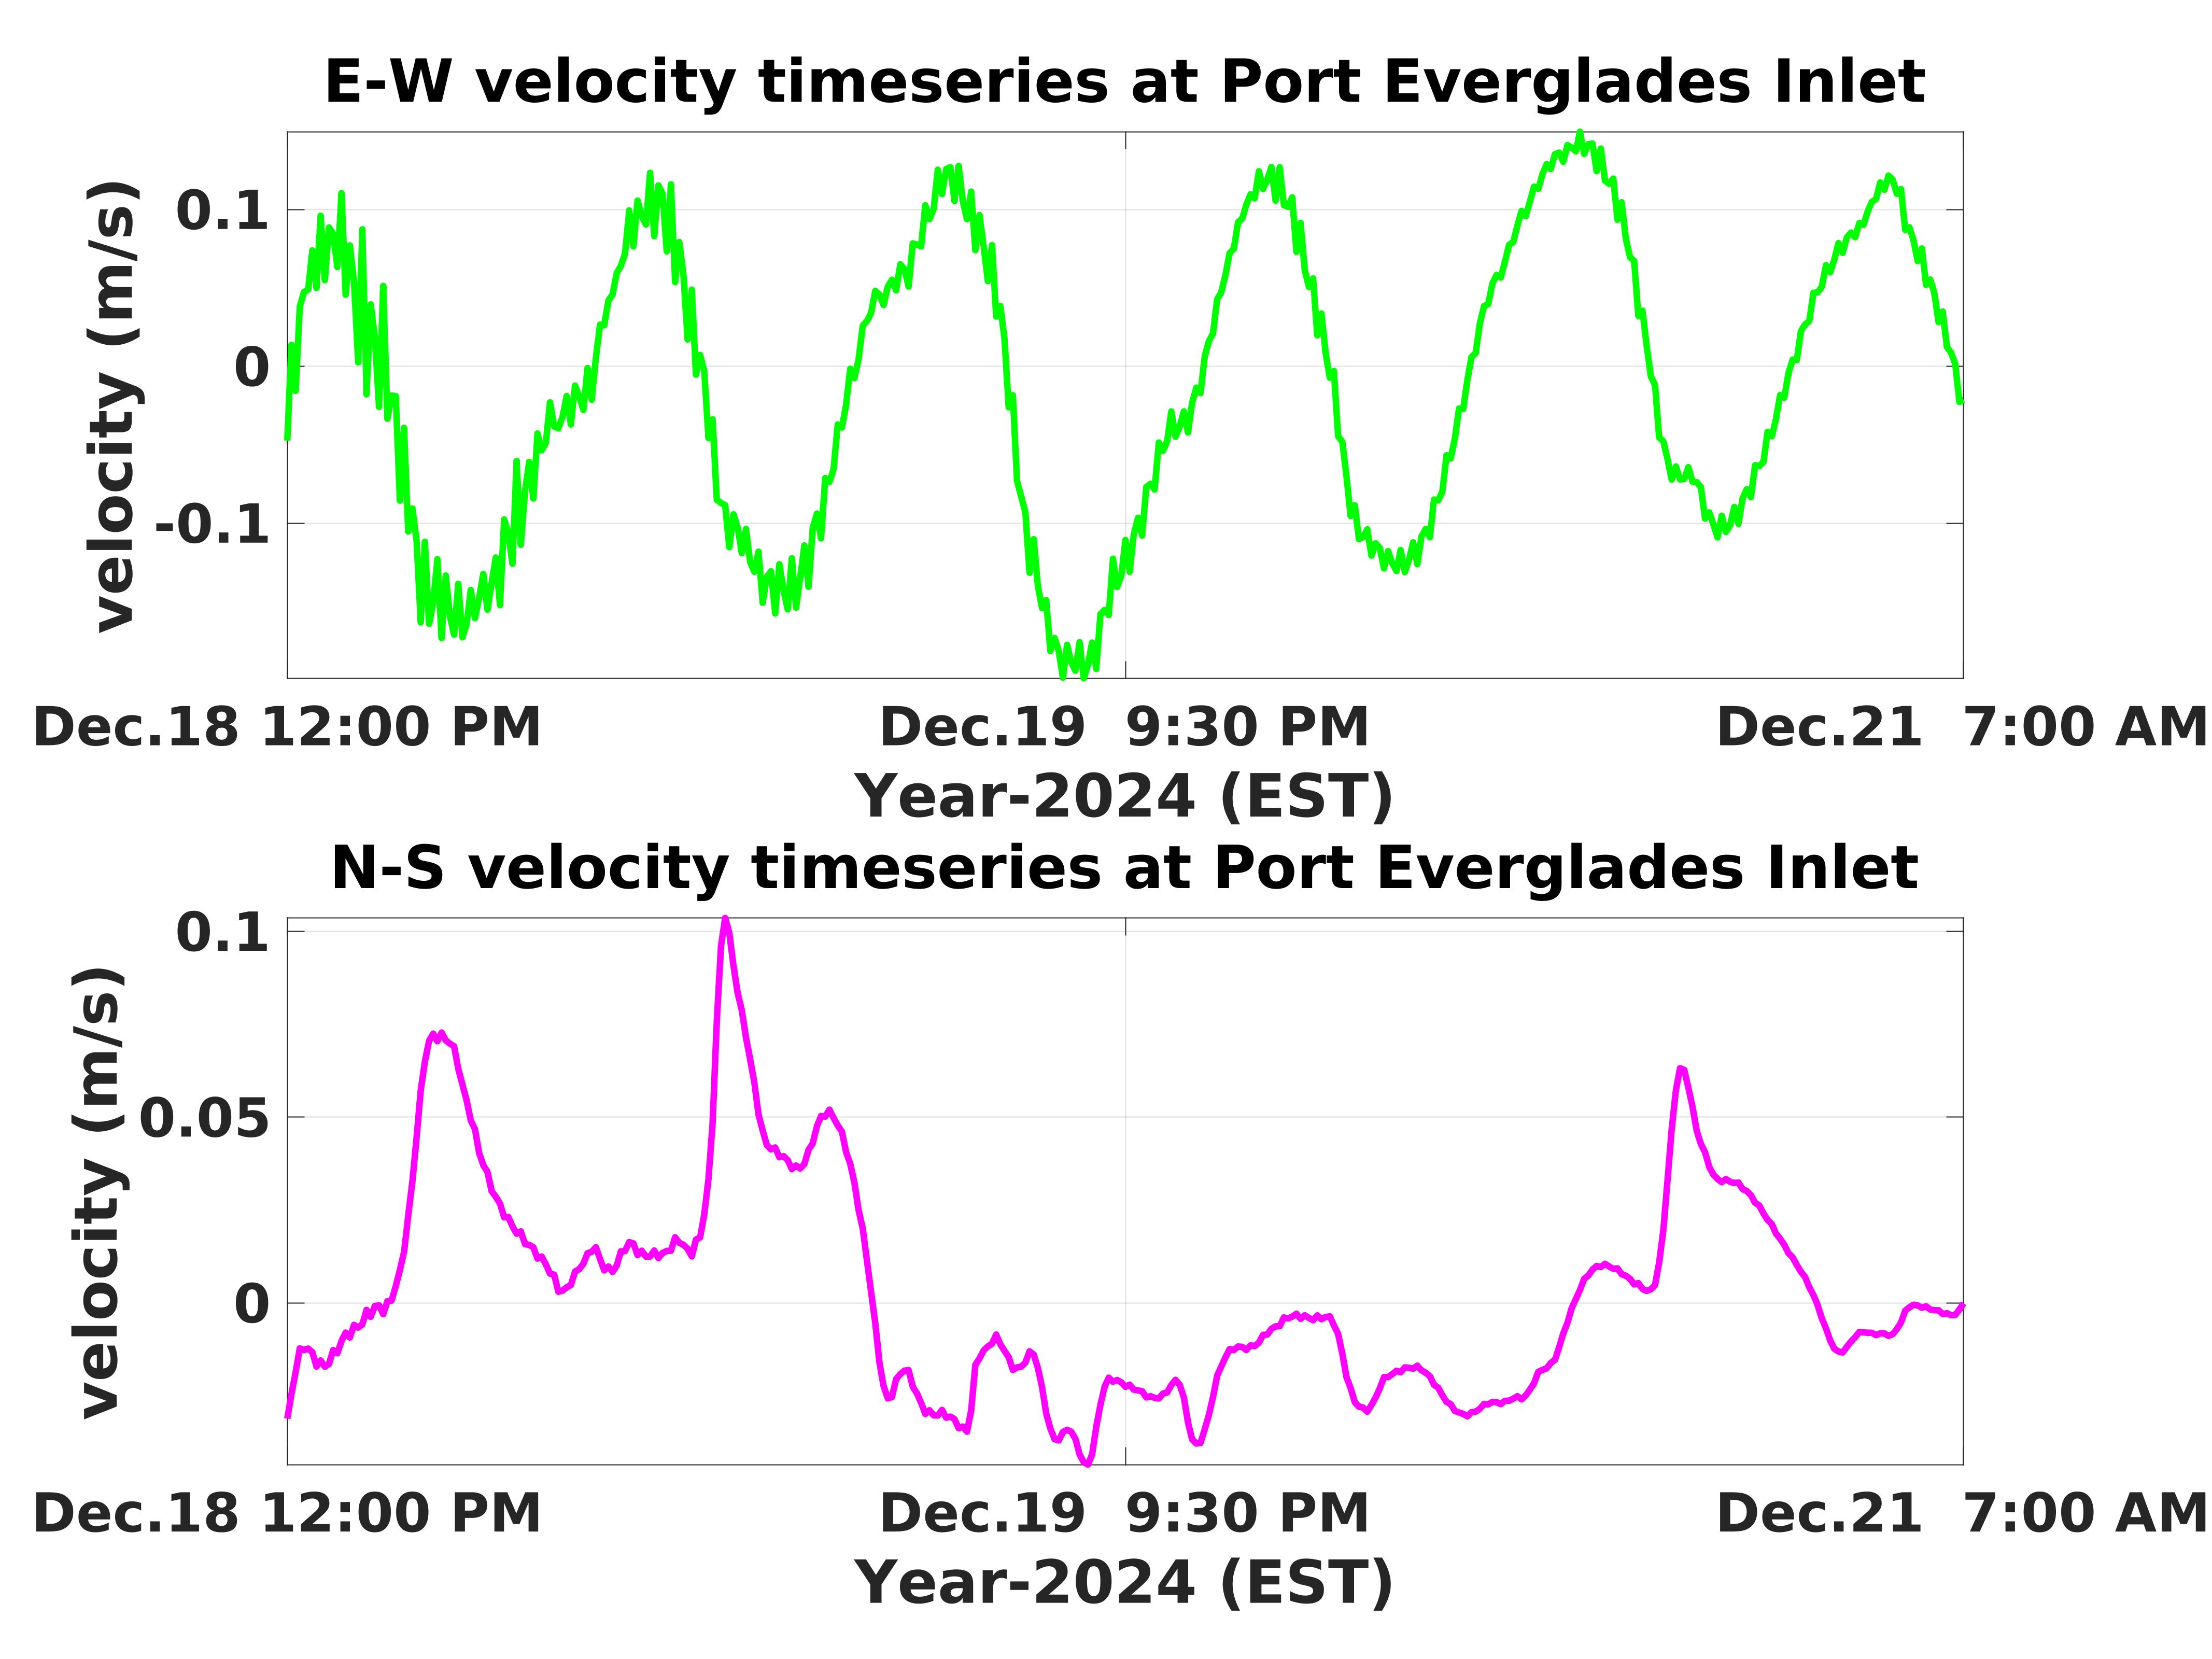 E-W velocity timeseries at Port Everglades Inlet
velocity (m/s)
0.1
0
-0.1
Dec.18 12:00 PM
Dec.19  9:30 PM
Dec.21  7:00 AM
Year-2024 (EST)
N-S velocity timeseries at Port Everglades Inlet
velocity (m/s)
0.1
0.05
0
Dec.18 12:00 PM
Dec.19  9:30 PM
Dec.21  7:00 AM
Year-2024 (EST)